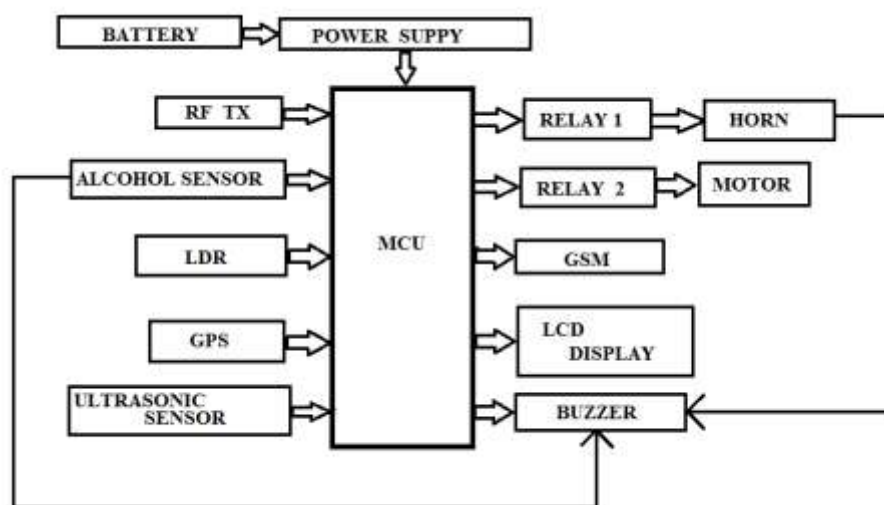 BATTERY
POWER SUPPY
RF TX
RELAY 1
HORN
ALCOHOL SENSOR
RELAY 2
MOTOR
MCU
LDR
GSM
GPS
LCD
DISPLAY
ULTRASONIC
SENSOR
BUZZER